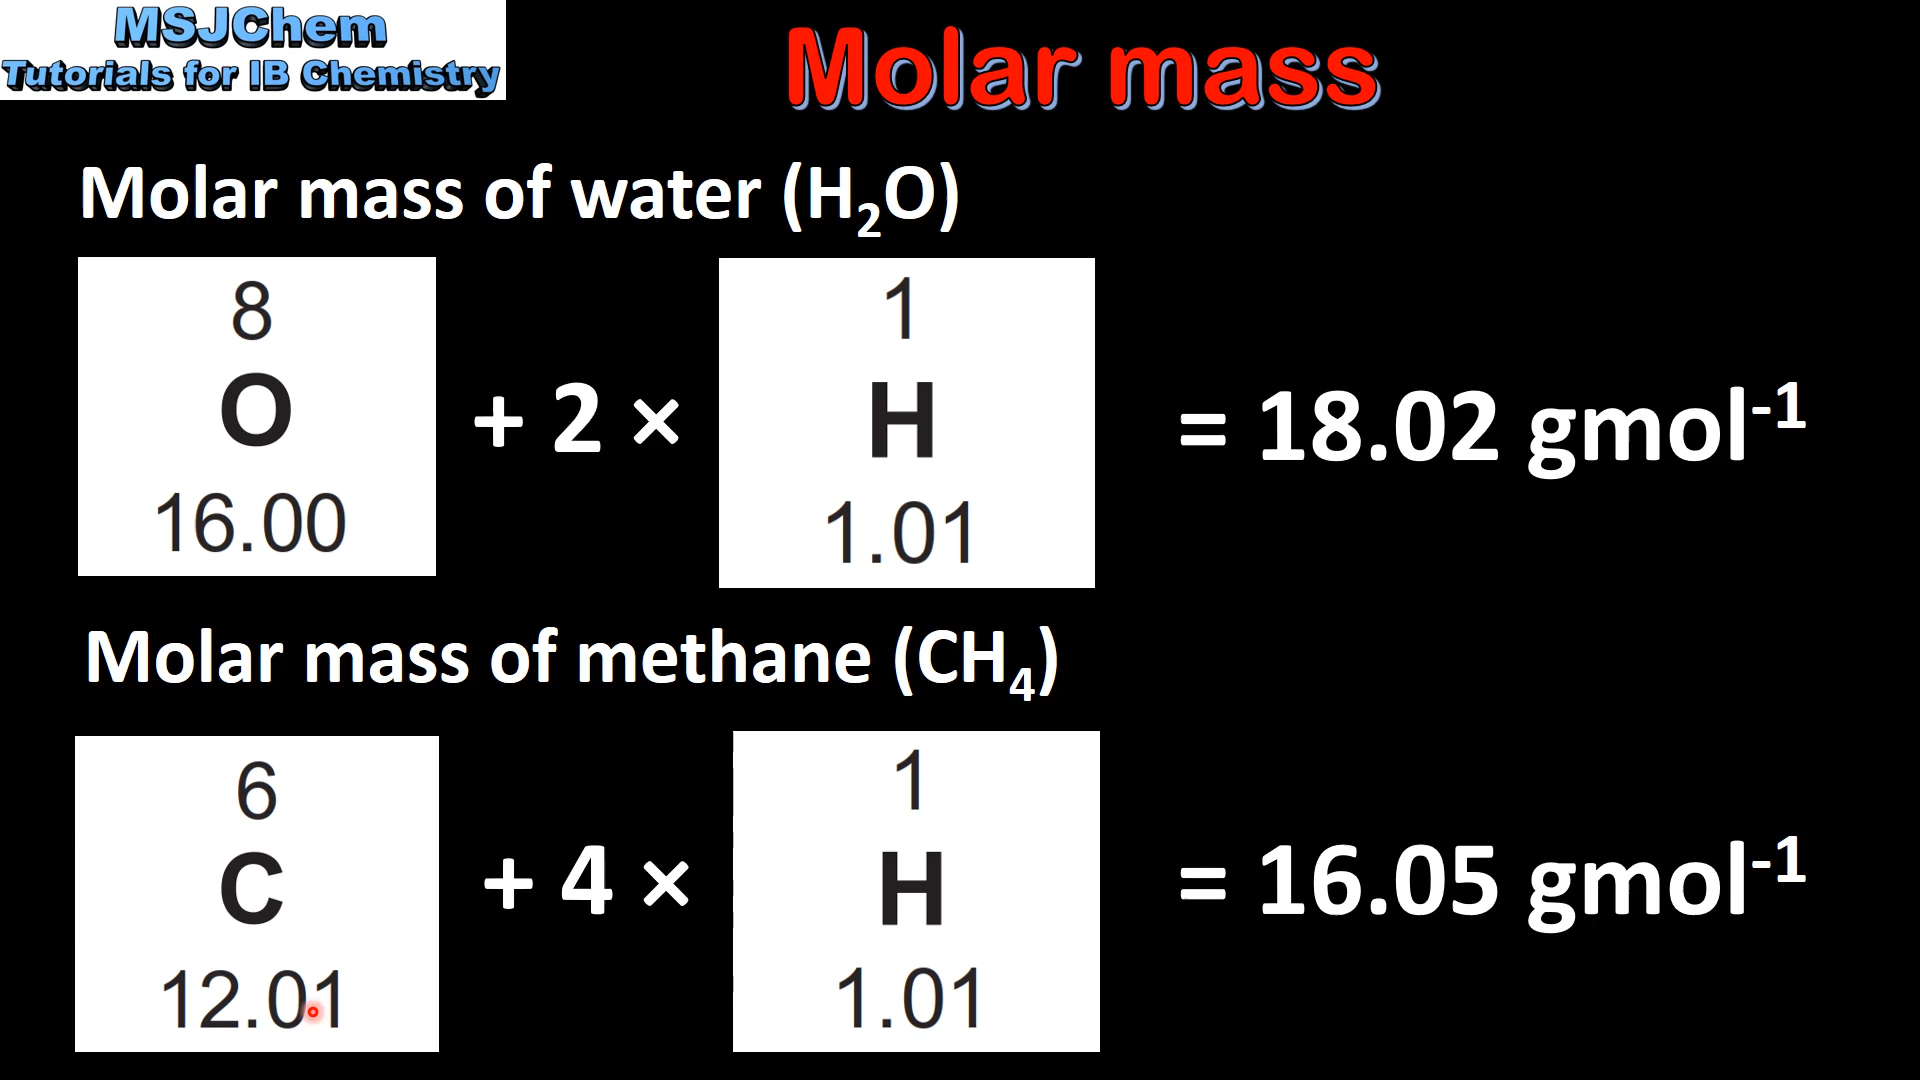 MSJChem
Tutorials for IB Chemistry
Molar mass
Molar mass of water (H₂O)
8
O
16.00
+ 2 ×
1
H
1.01
= 18.02 gmol⁻¹
Molar mass of methane (CH₄)
6
C
12.01
+ 4 ×
1
H
1.01
= 16.05 gmol⁻¹